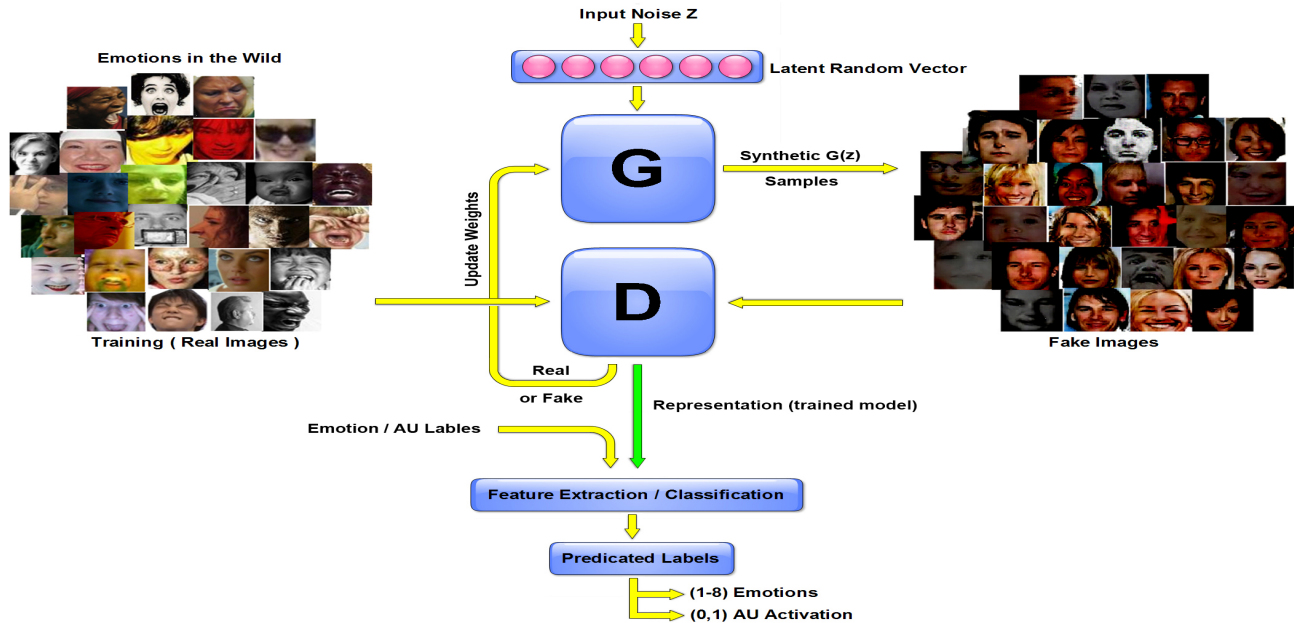 Input Noise Z
Emotions in the Wild
Latent Random Vector
G
Synthetic G(z)
Samples
Update Weights
D
Training ( Real Images )
Fake Images
Real
or Fake
Representation (trained model)
Emotion / AU Lables
Feature Extraction / Classification
Predicated Labels
(1-8) Emotions
(0,1) AU Activation